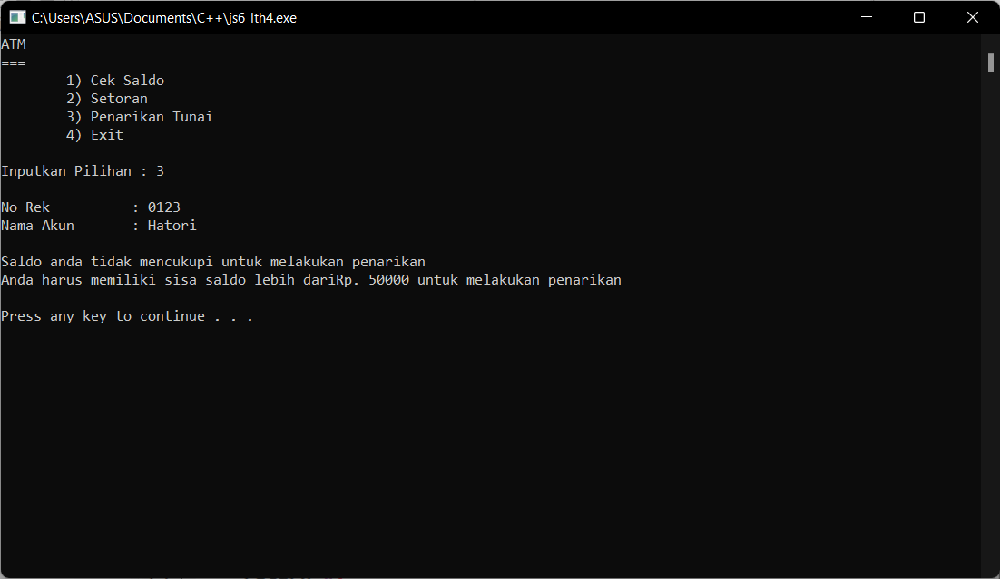 C:\Users\ASUS\Documents\C++\js6_lth4.exe
ATM
===
1) Cek Saldo
2) Setoran
3) Penarikan Tunai
4) Exit
Inputkan Pilihan : 3
No Rek : 0123
Nama Akun : Hatori
Saldo anda tidak mencukupi untuk melakukan penarikan
Anda harus memiliki sisa saldo lebih dariRp. 50000 untuk melakukan penarikan
Press any key to continue . . .